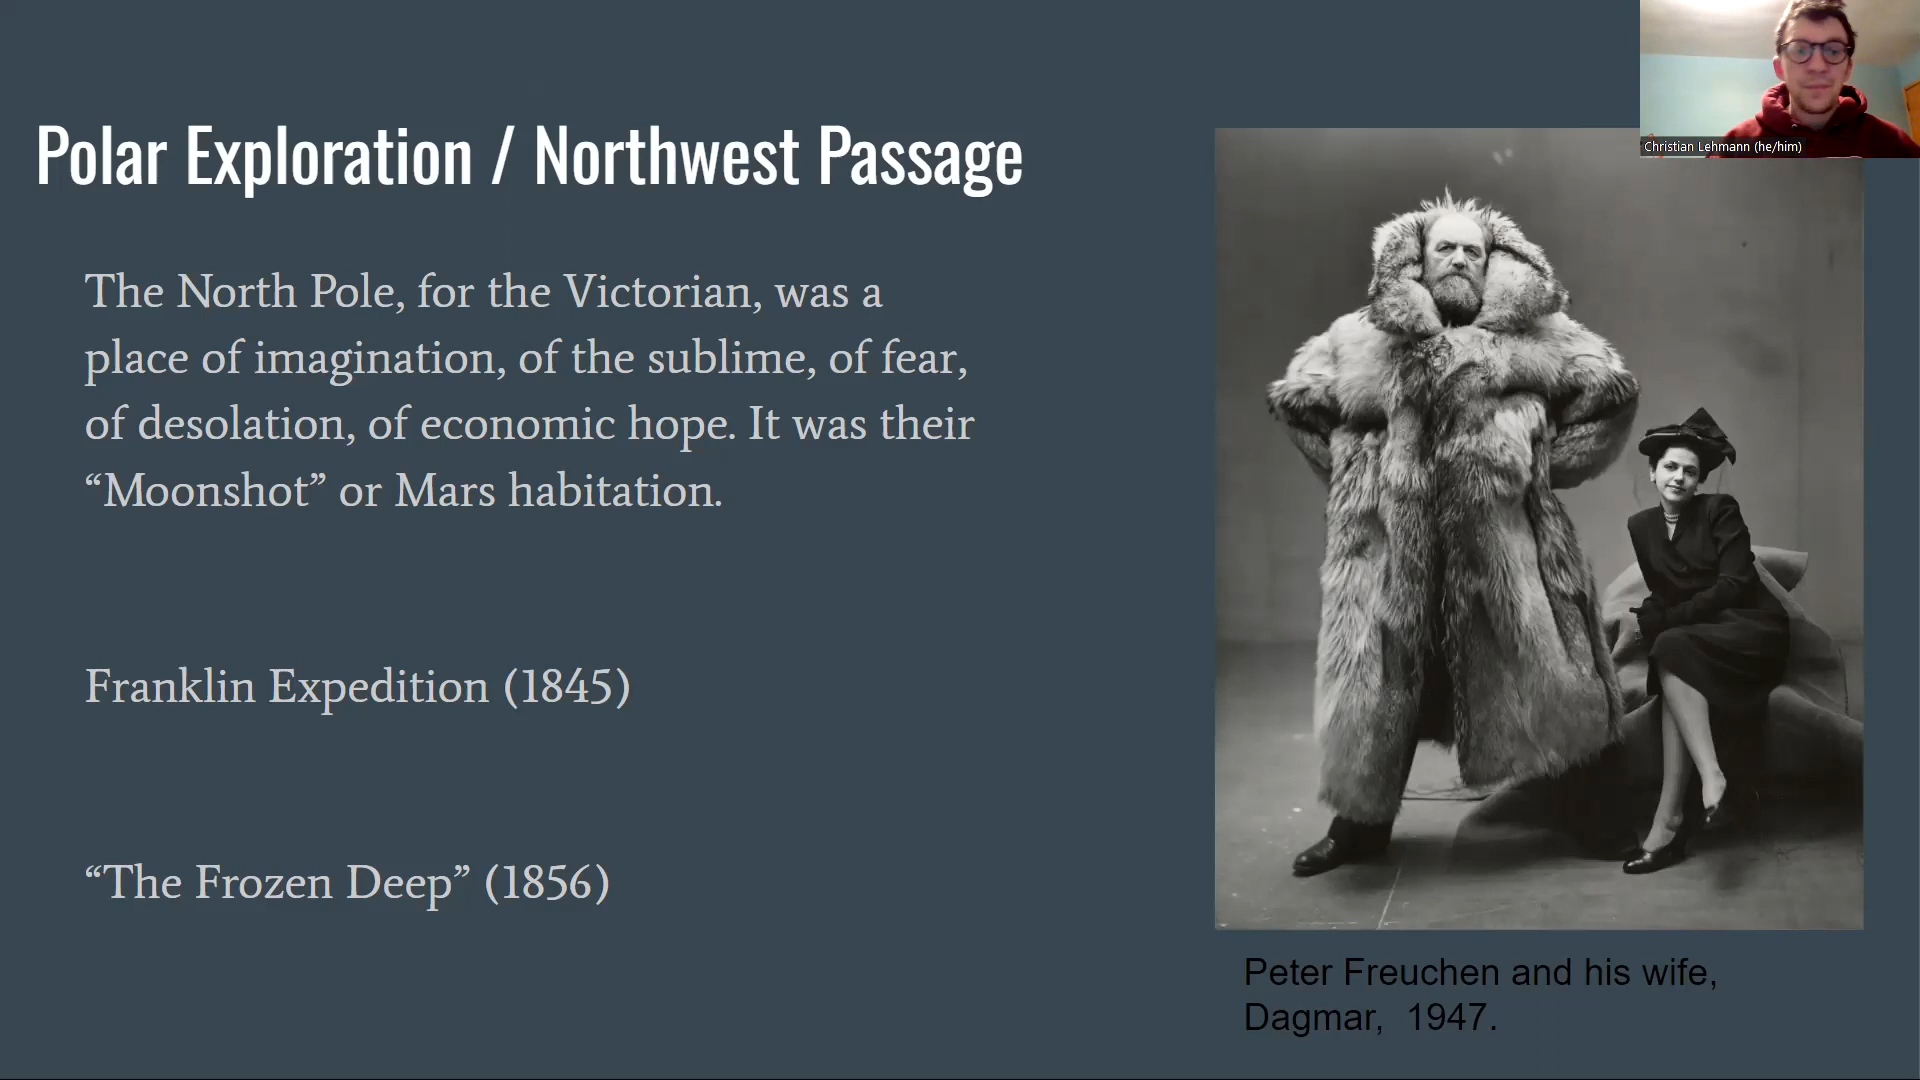 Polar Exploration / Northwest Passage
The North Pole, for the Victorian, was a
place of imagination, of the sublime, of fear,
of desolation, of economic hope. It was their
“Moonshot” or Mars habitation.
Franklin Expedition (1845)
“The Frozen Deep” (1856)
Christian Lehmann (he/him)
Peter Freuchen and his wife,
Dagmar, 1947.